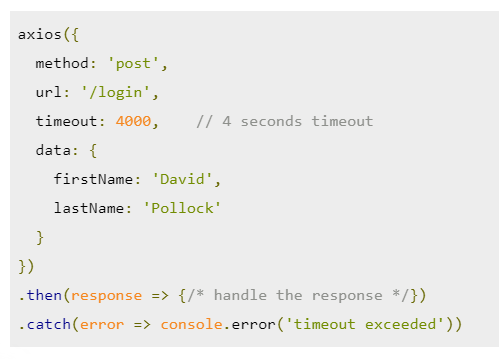 axios({
  method: 'post',
  url: '/login',
  timeout: 4000,    // 4 seconds timeout
  data: {
    firstName: 'David',
    lastName: 'Pollock'
  }
})
.then(response => {/* handle the response */})
.catch(error => console.error('timeout exceeded'))